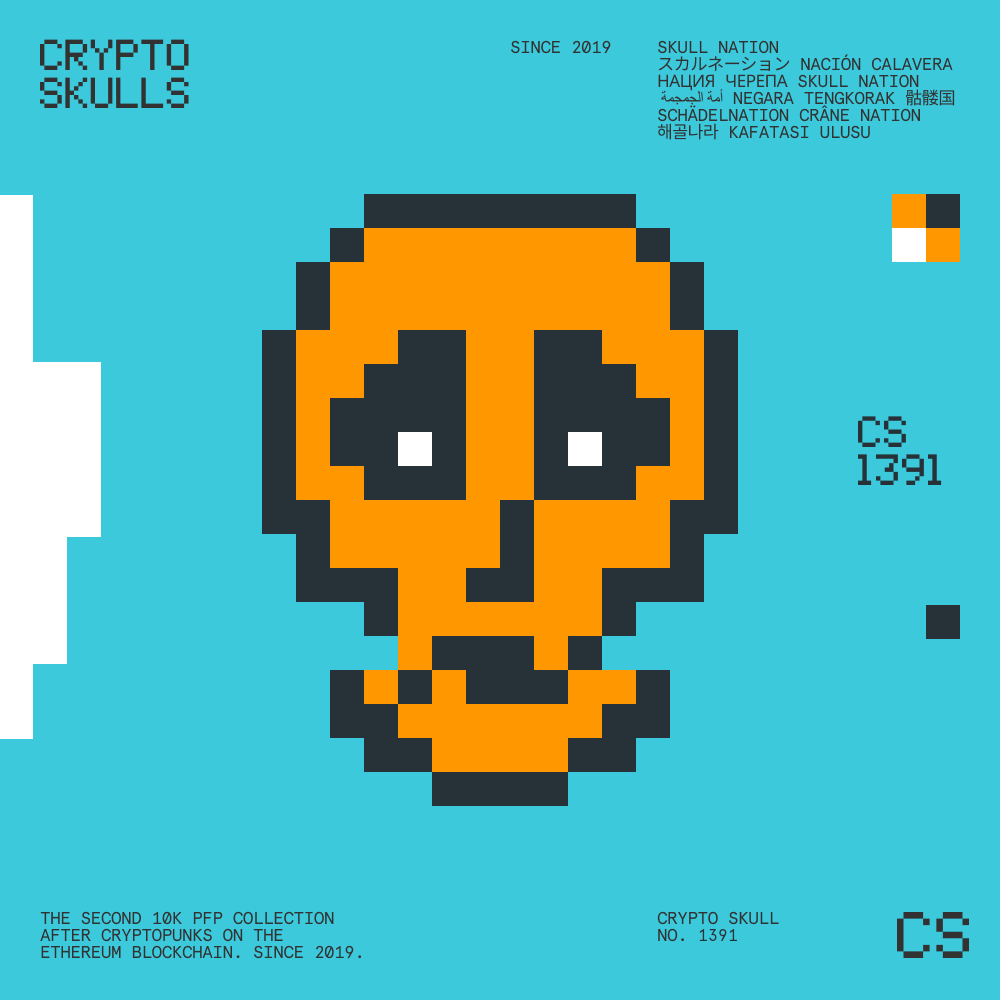 CRYPTO
SKULLS
SINCE 2019
SKULL NATION
スカルネーション NACIÓN CALAVERA
НАЦИЯ ЧЕРЕПА SKULL NATION
أمة الجمجمة NEGARA TENGKORAK 骷髅国
SCHÄDELNATION CRÂNE NATION
해골나라 KAFATASI ULUSU
CS
1391
THE SECOND 10K PFP COLLECTION
AFTER CRYPTOPUNKS ON THE
ETHEREUM BLOCKCHAIN. SINCE 2019.
CRYPTO SKULL
NO. 1391
CS